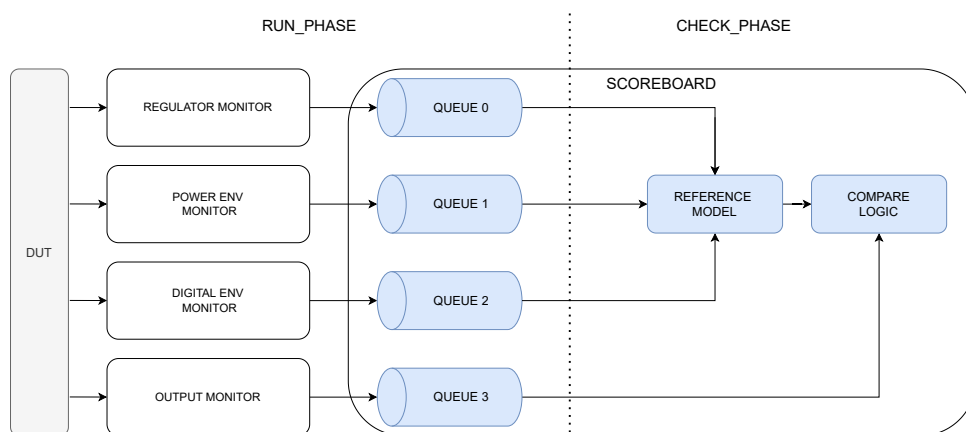 RUN_PHASE
CHECK_PHASE
SCOREBOARD
DUT
REGULATOR MONITOR
QUEUE 0
POWER ENV
MONITOR
QUEUE 1
REFERENCE
MODEL
COMPARE
LOGIC
DIGITAL ENV
MONITOR
QUEUE 2
OUTPUT MONITOR
QUEUE 3